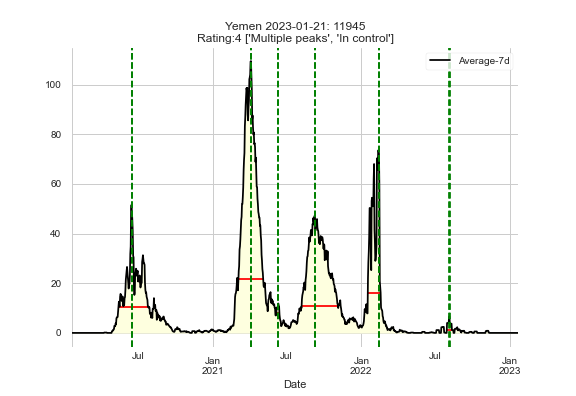 Yemen 2023-01-21: 11945
Rating:4 ['Multiple peaks', 'In control']
Average-7d
100
80
60
40
20
0
Jul
Jan
2021
Jul
Jan
2022
Jul
Jan
2023
Date